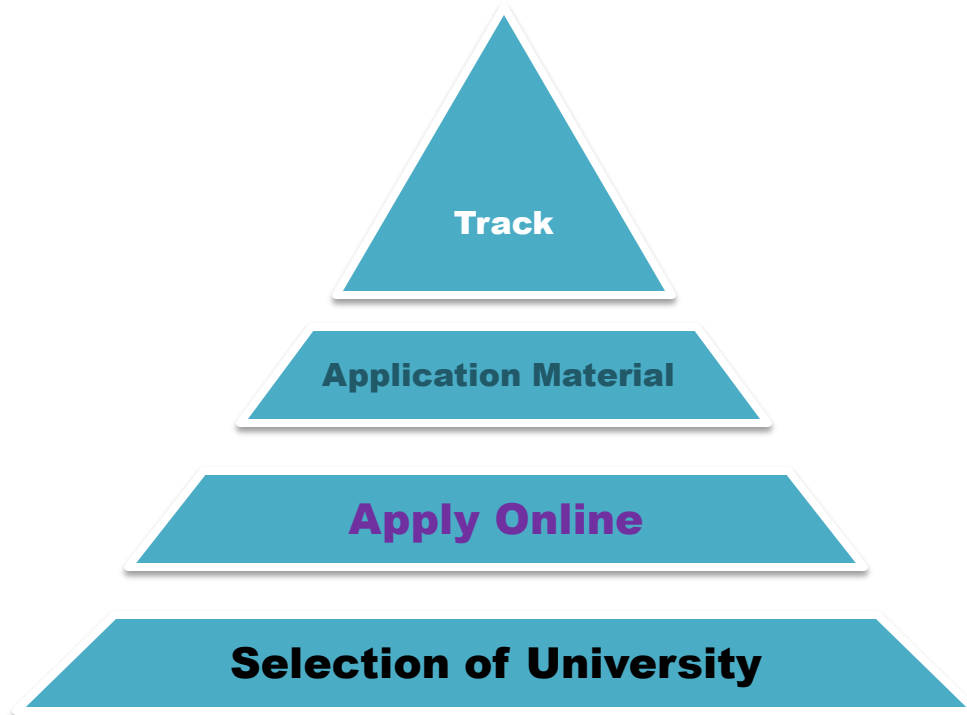 Track
Application Material
Apply Online
Selection of University